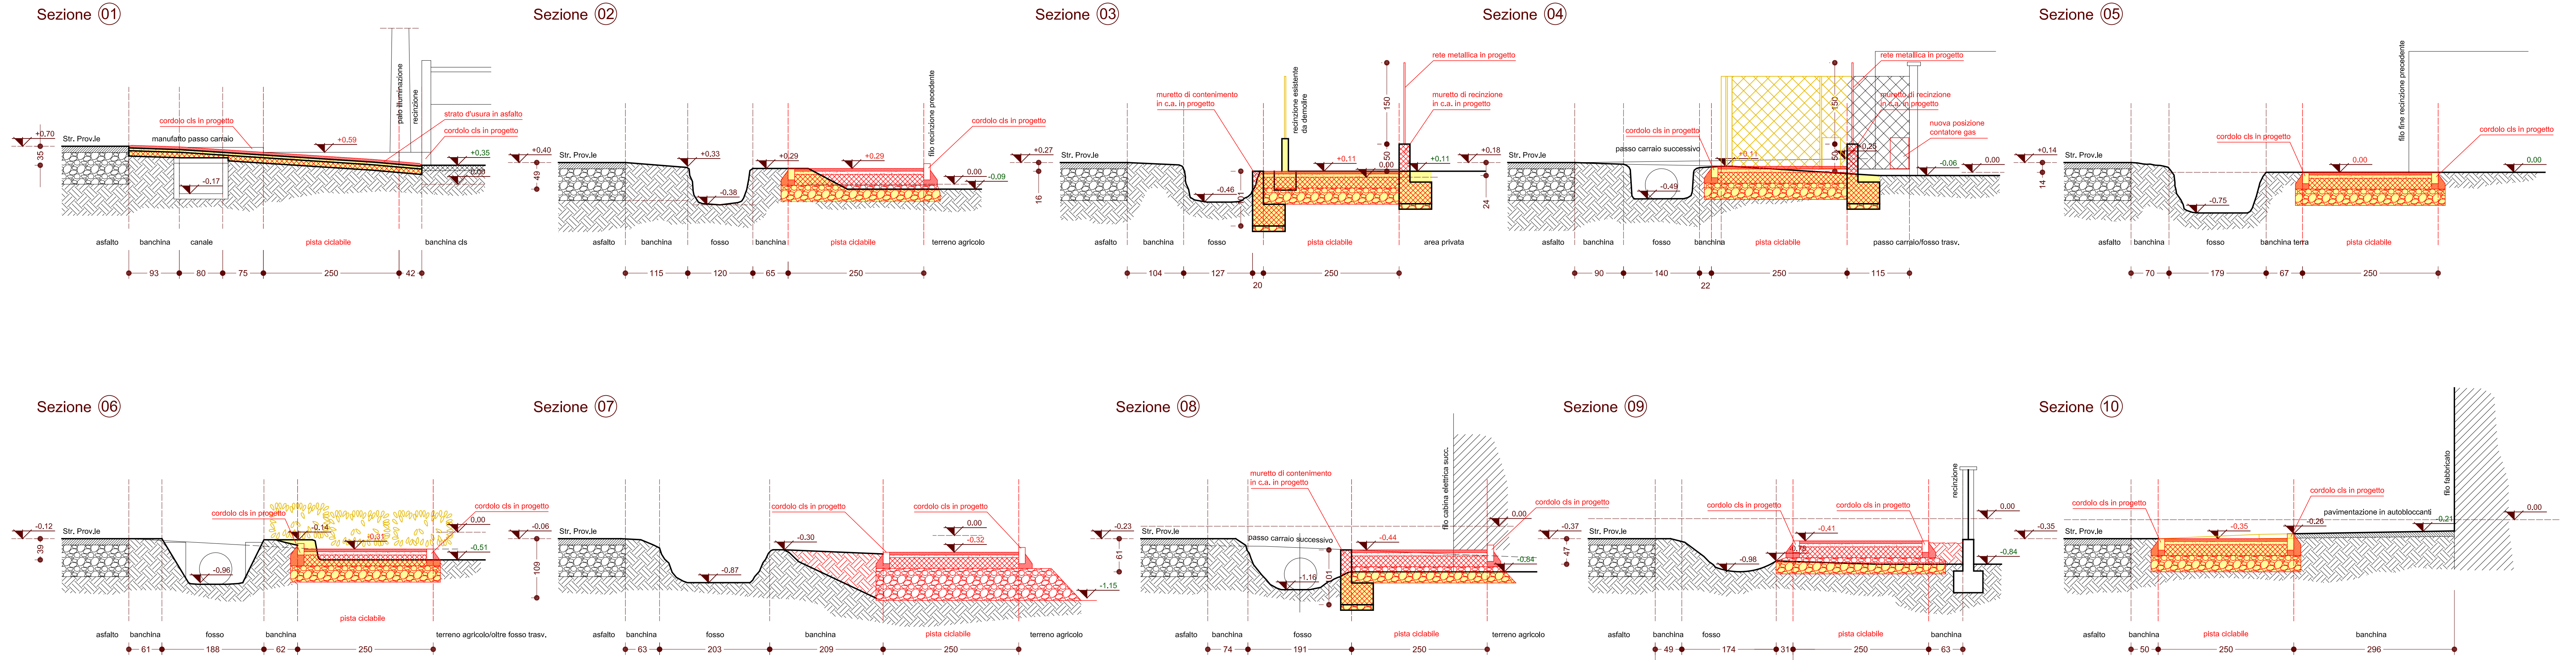 Sezione 01
+0,70
35
Str. Prov.le
manufatto passo carraio
cordolo cls in progetto
+0,59
palo illuminazione
recinzione
strato d'usura in asfalto
cordolo cls in progetto
+0,35
0,00
-0,17
asfalto banchina canale pista ciclabile banchina cls
93 80 75 250 42
Sezione 02
+0,40
49
Str. Prov.le
+0,33
-0,38
+0,29
+0,29
filo recinzione precedente
cordolo cls in progetto
0,00
-0,09
asfalto banchina fosso banchina pista ciclabile terreno agricolo
115 120 65 250
Sezione 03
+0,27
16
Str. Prov.le
muretto di contenimento
in c.a. in progetto
recinzione esistente
da demolire
rete metallica in progetto
muretto di recinzione
in c.a. in progetto
150
50
+0,11
0,00
+0,11
-0,46
101
asfalto banchina fosso pista ciclabile area privata
104 127 20 250
Sezione 04
+0,18
24
Str. Prov.le
passo carraio successivo
cordolo cls in progetto
rete metallica in progetto
muretto di recinzione
in c.a. in progetto
nuova posizione
contatore gas
150
50
+0,11
+0,25
-0,06
0,00
-0,49
asfalto banchina fosso banchina pista ciclabile passo carraio/fosso trasv.
90 140 22 250 115
Sezione 05
+0,14
14
Str. Prov.le
cordolo cls in progetto
filo fine recinzione precedente
cordolo cls in progetto
0,00
0,00
-0,75
asfalto banchina fosso banchina terra pista ciclabile
70 179 67 250
Sezione 06
-0,12
39
Str. Prov.le
cordolo cls in progetto
cordolo cls in progetto
-0,14
-0,31
0,00
-0,51
-0,96
pista ciclabile
asfalto banchina fosso banchina terreno agricolo/oltre fosso trasv.
61 188 62 250
Sezione 07
-0,06
109
Str. Prov.le
cordolo cls in progetto
cordolo cls in progetto
-0,30
0,00
-0,32
-0,87
-1,15
asfalto banchina fosso banchina pista ciclabile terreno agricolo
63 203 209 250
Sezione 08
-0,23
61
Str. Prov.le
muretto di contenimento
in c.a. in progetto
passo carraio successivo
filo cabina elettrica succ.
cordolo cls in progetto
0,00
-0,44
-0,84
-1,16
101
asfalto banchina fosso pista ciclabile terreno agricolo
74 191 250
Sezione 09
-0,37
47
Str. Prov.le
cordolo cls in progetto
cordolo cls in progetto
recinzione
0,00
-0,41
-0,98
-0,84
asfalto banchina fosso pista ciclabile banchina
49 174 31 250 63
Sezione 10
-0,35
Str. Prov.le
cordolo cls in progetto
cordolo cls in progetto
pavimentazione in autobloccanti
filo fabbricato
-0,35
-0,26
-0,21
0,00
asfalto banchina pista ciclabile banchina
50 250 296